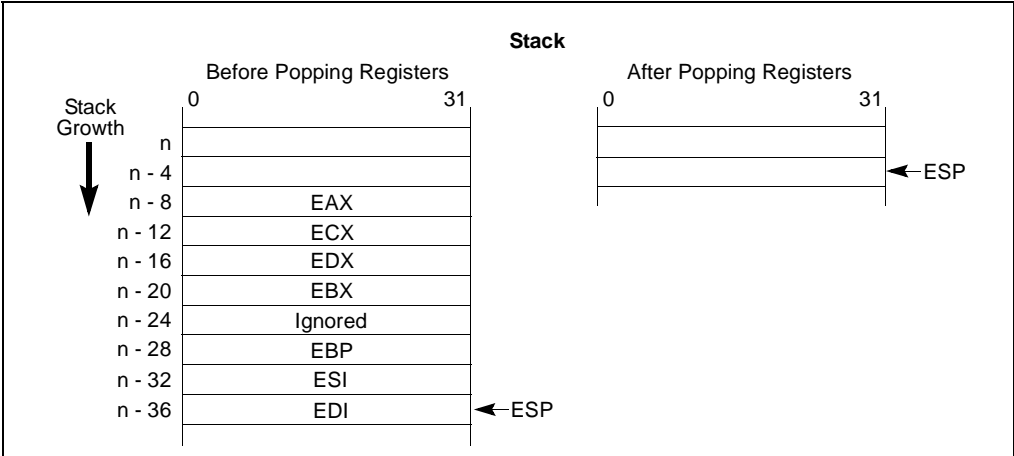 Stack
Before Popping Registers After Popping Registers
0 31 0 31
Stack
Growth
n
n - 4 ESP
n - 8 EAX
n - 12 ECX
n - 16 EDX
n - 20 EBX
n - 24 Ignored
n - 28 EBP
n - 32 ESI
n - 36 EDI ESP